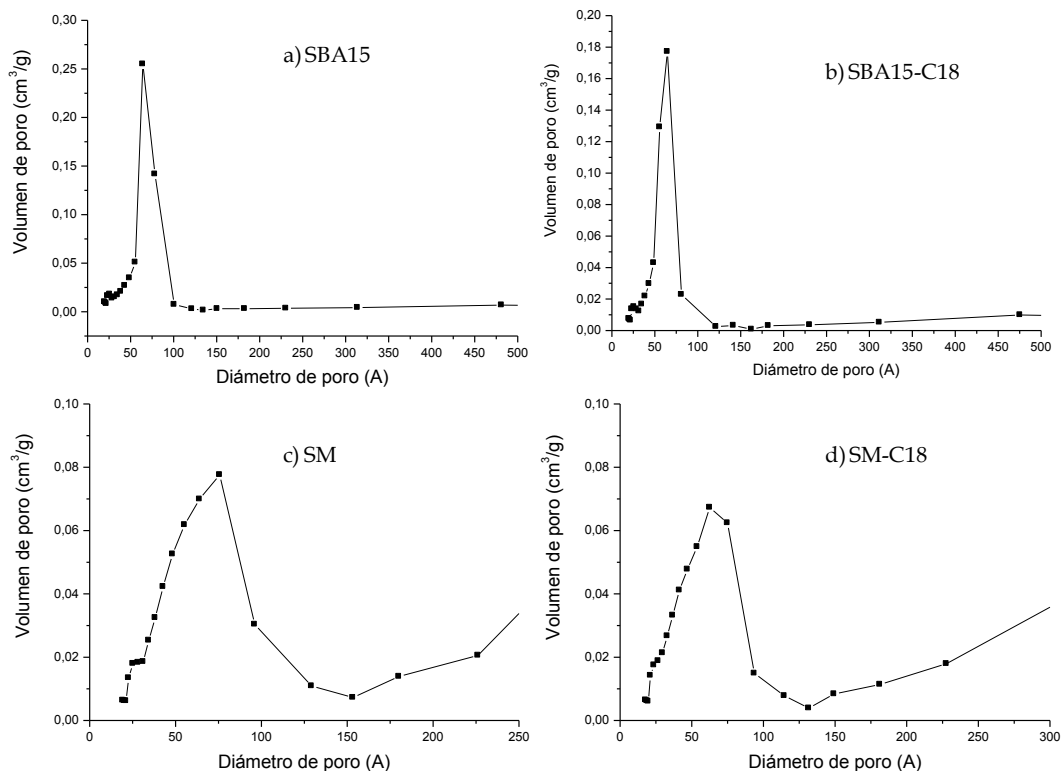 a) SBA15
Volumen de poro (cm³/g)
0,30
0,25
0,20
0,15
0,10
0,05
0,00
0 50 100 150 200 250 300 350 400 450 500
Diámetro de poro (A)
b) SBA15-C18
Volumen de poro (cm³/g)
0,20
0,18
0,16
0,14
0,12
0,10
0,08
0,06
0,04
0,02
0,00
0 50 100 150 200 250 300 350 400 450 500
Diámetro de poro (A)
c) SM
Volumen de poro (cm³/g)
0,10
0,08
0,06
0,04
0,02
0,00
0 50 100 150 200 250
Diámetro de poro (A)
d) SM-C18
Volumen de poro (cm³/g)
0,10
0,08
0,06
0,04
0,02
0,00
0 50 100 150 200 250 300
Diámetro de poro (A)